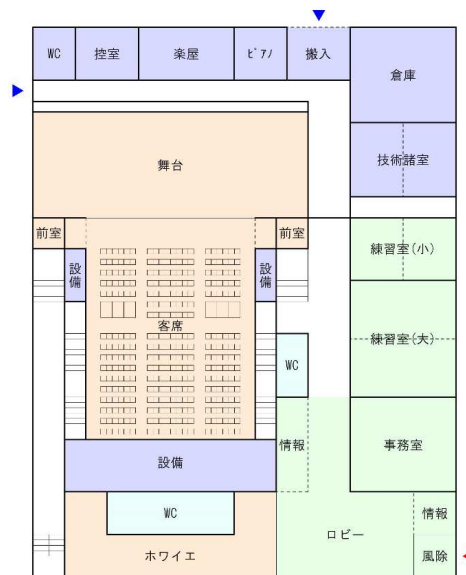 WC
控室
楽屋
ﾋﾟｱﾉ
搬入
倉庫
技術諸室
舞台
前室
前室
練習室(小)
設備
設備
客席
練習室(大)
WC
情報
事務室
設備
WC
情報
ロビー
ホワイエ
風除